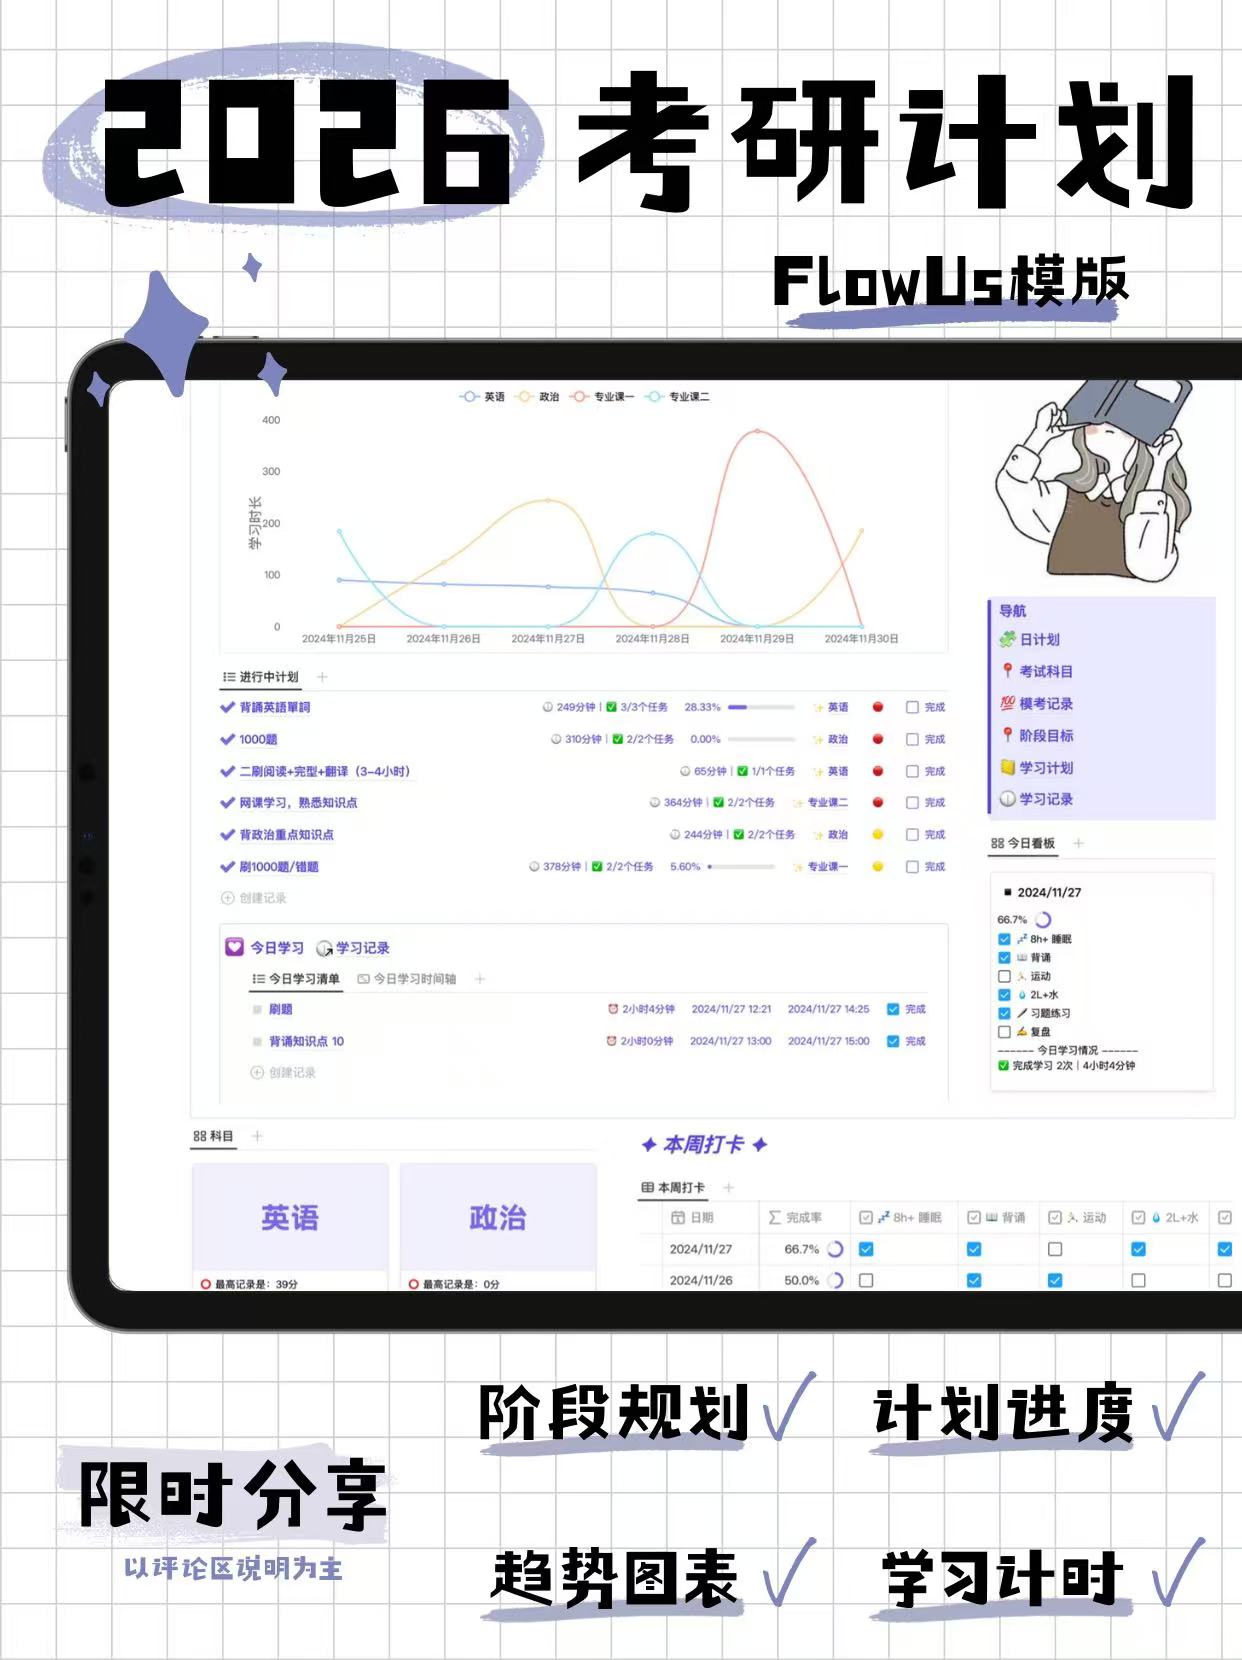 2026 考研计划
FlowUs模版
英语 政治 专业课一 专业课二
400
300
200
100
0
学习时长
2024年11月25日 2024年11月26日 2024年11月27日 2024年11月28日 2024年11月29日 2024年11月30日
进行中计划 +
背誦英語單詞 249分钟 | ✅ 3/3个任务 28.33% ✨ 英语 完成
1000题 310分钟 | ✅ 2/2个任务 0.00% ✨ 政治 完成
二刷阅读+完型+翻译（3-4小时） 65分钟 | ✅ 1/1个任务 ✨ 英语 完成
网课学习，熟悉知识点 364分钟 | ✅ 2/2个任务 ✨ 专业课二 完成
背政治重点知识点 244分钟 | ✅ 2/2个任务 ✨ 政治 完成
刷1000题/错题 378分钟 | ✅ 2/2个任务 5.60% ✨ 专业课一 完成
创建记录
今日学习 学习记录
今日学习清单 今日学习时间轴 +
刷题 2小时4分钟 2024/11/27 12:21 2024/11/27 14:25 完成
背诵知识点 10 2小时0分钟 2024/11/27 13:00 2024/11/27 15:00 完成
创建记录
导航
日计划
考试科目
💯 模考记录
阶段目标
学习计划
学习记录
今日看板 +
2024/11/27
66.7%
💤 8h+ 睡眠
背诵
运动
2L+水
习题练习
复盘
------ 今日学习情况 ------
✅ 完成学习 2次 | 4小时4分钟
科目 +
英语 政治
最高记录是：39分 最高记录是：0分
✦ 本周打卡 ✦
本周打卡 +
日期 ∑ 完成率 💤 8h+ 睡眠 背诵 运动 2L+水
2024/11/27 66.7%
2024/11/26 50.0%
阶段规划 计划进度
限时分享
以评论区说明为主
趋势图表 学习计时